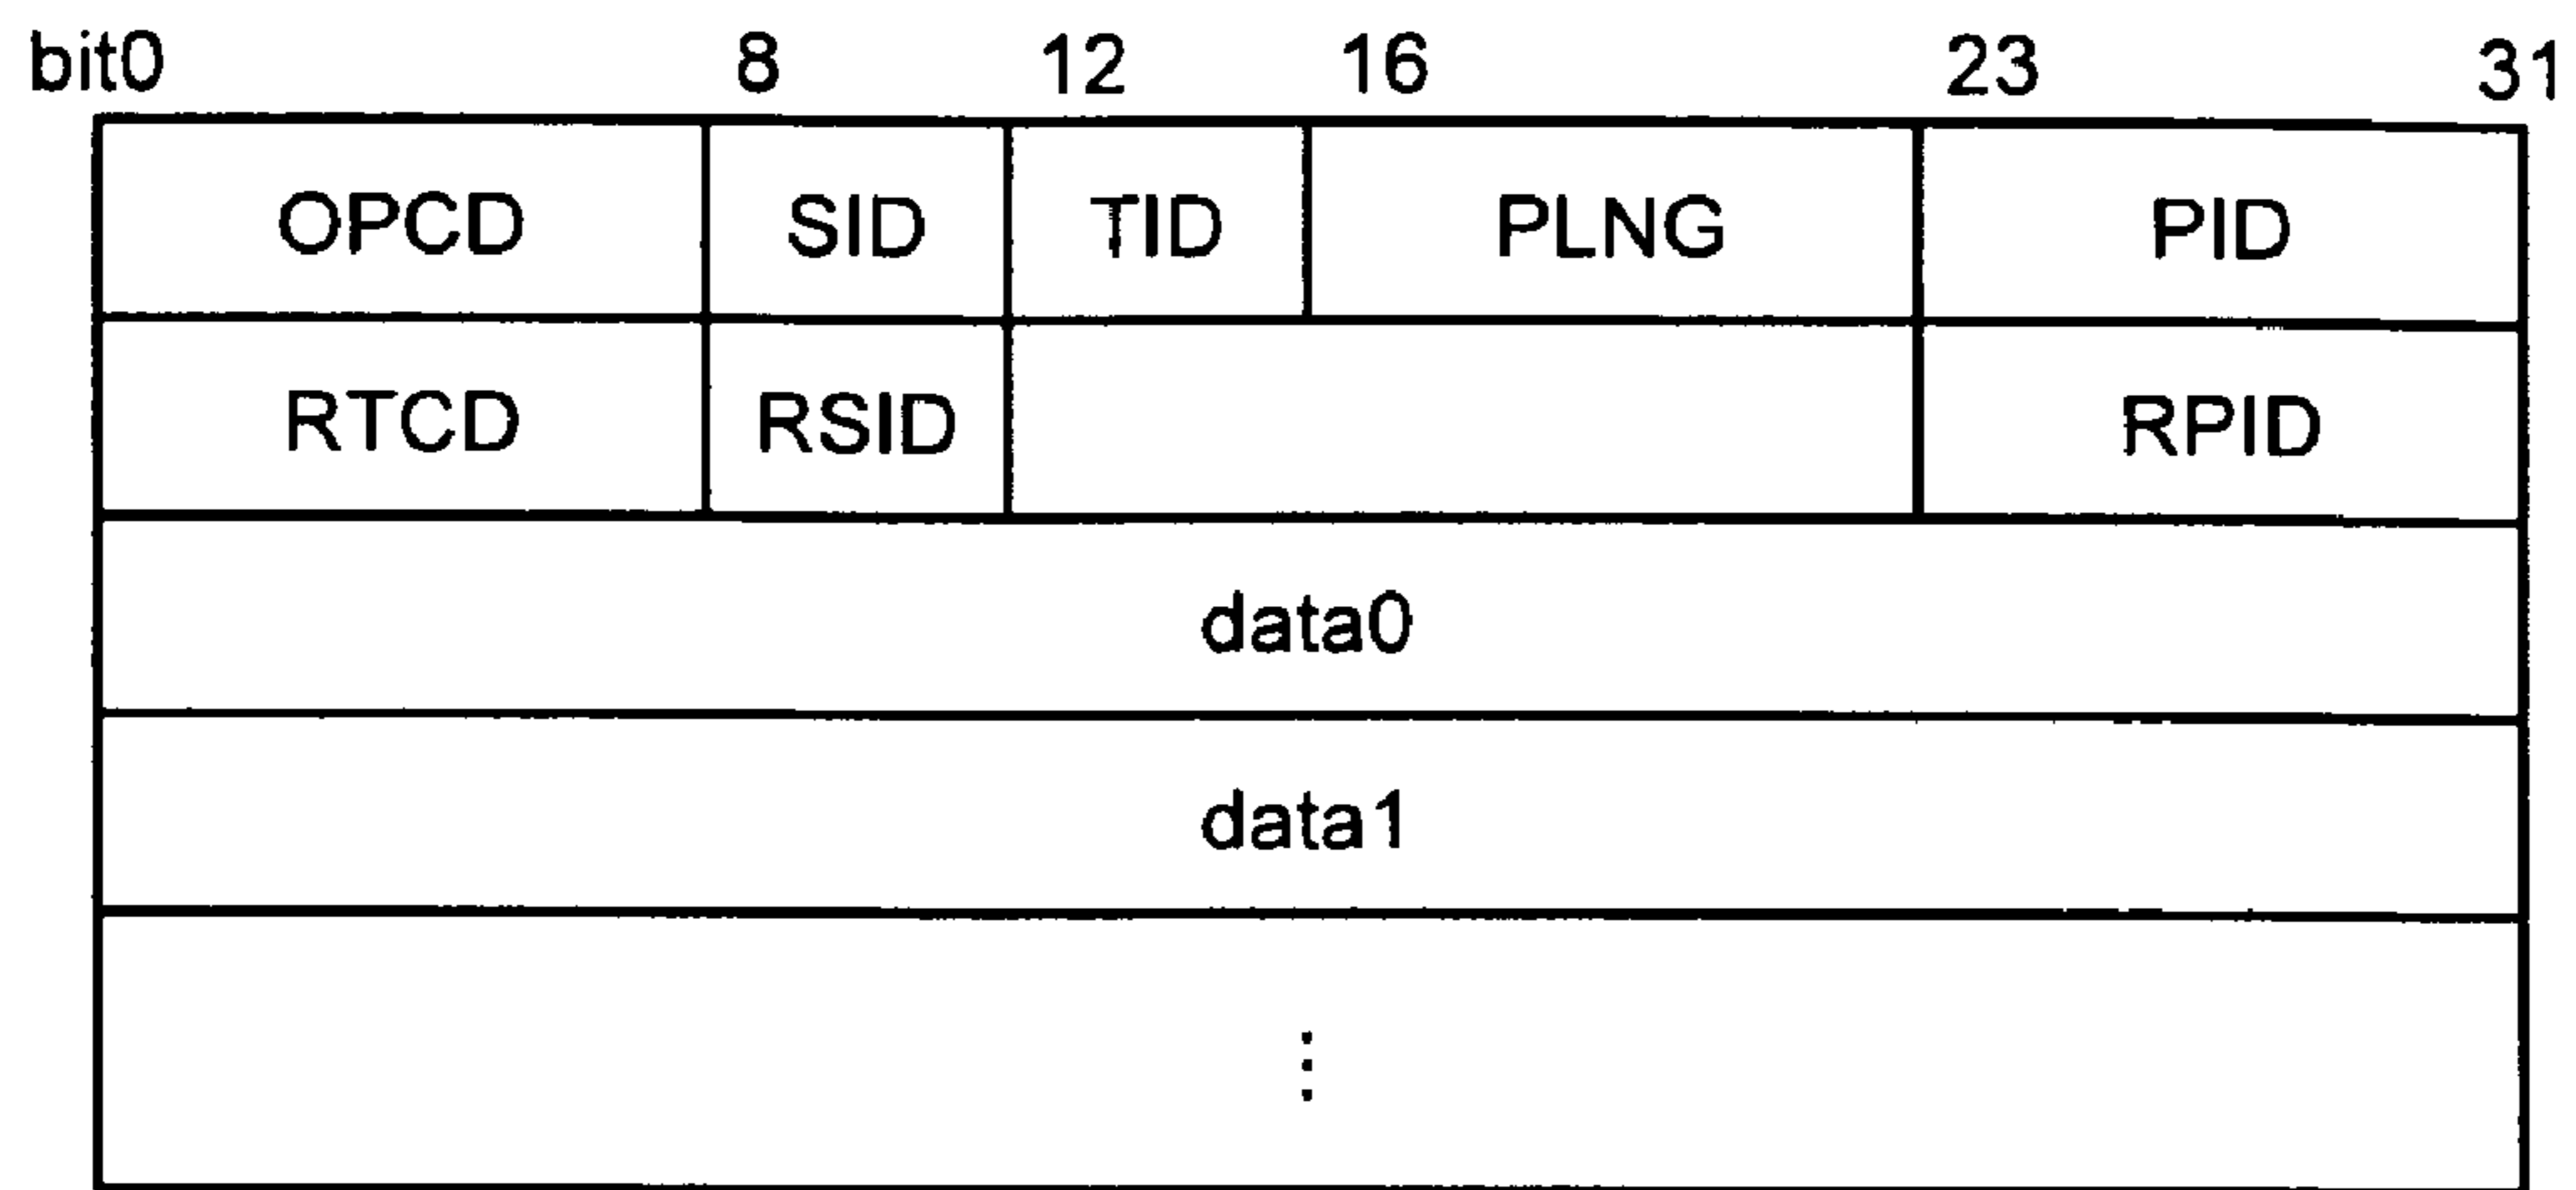 bit0 8 12 16 23 31
OPCD SID TID PLNG PID
RTCD RSID RPID
data0
data1
⋮